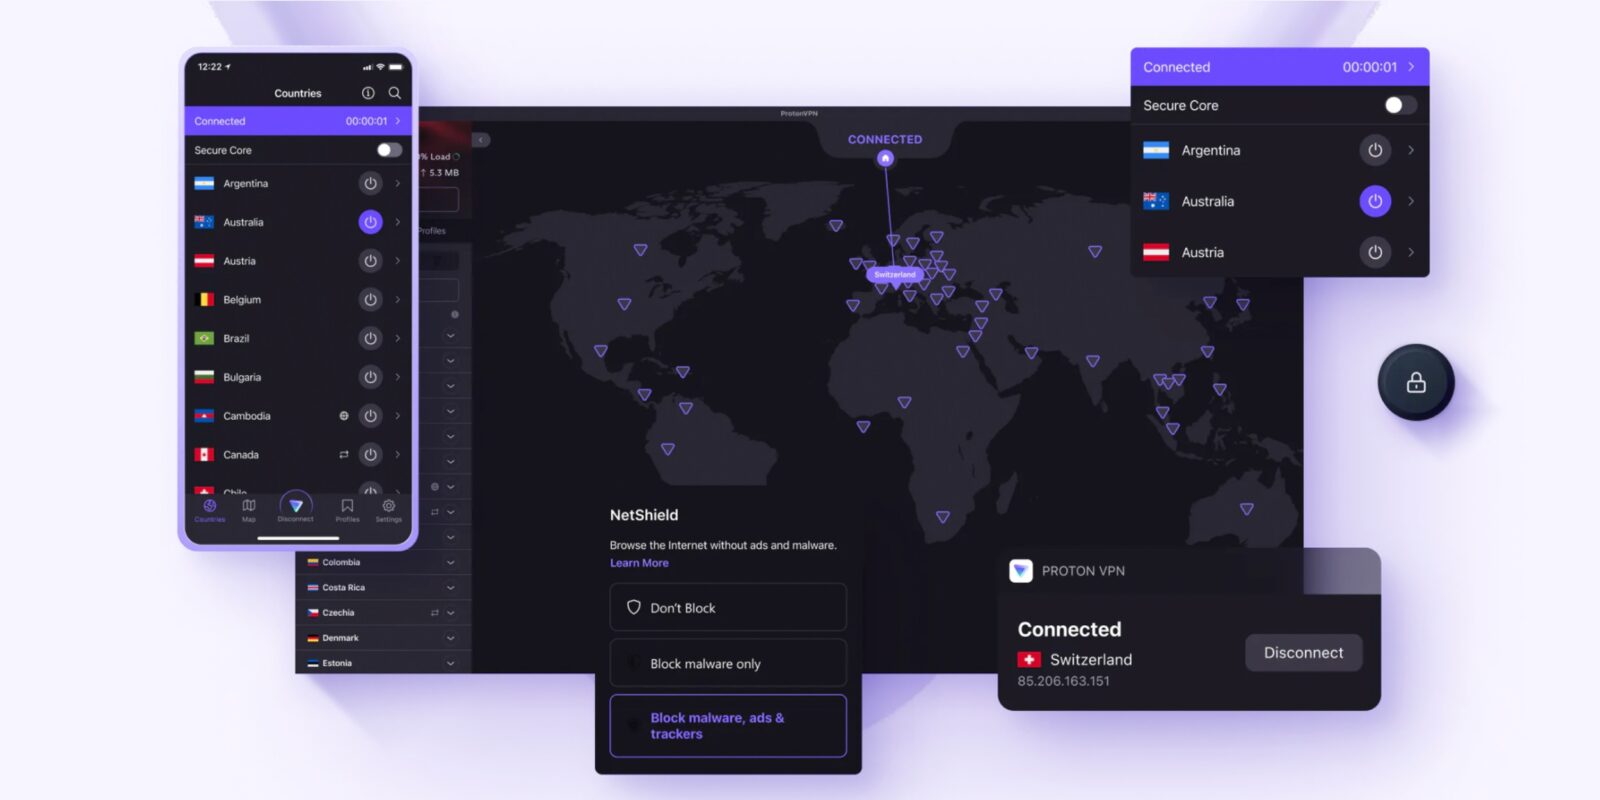 12:22
Countries
Connected 00:00:01
Secure Core
Argentina
Australia
Austria
Belgium
Brazil
Bulgaria
Cambodia
Canada
Chile
Countries Map Disconnect Profiles Settings
ProtonVPN
% Load
↑ 5.3 MB
Profiles
CONNECTED
Switzerland
Colombia
Costa Rica
Czechia
Denmark
Estonia
NetShield
Browse the Internet without ads and malware.
Learn More
Don't Block
Block malware only
Block malware, ads &
trackers
Connected 00:00:01
Secure Core
Argentina
Australia
Austria
PROTON VPN
Connected
Switzerland
85.206.163.151
Disconnect